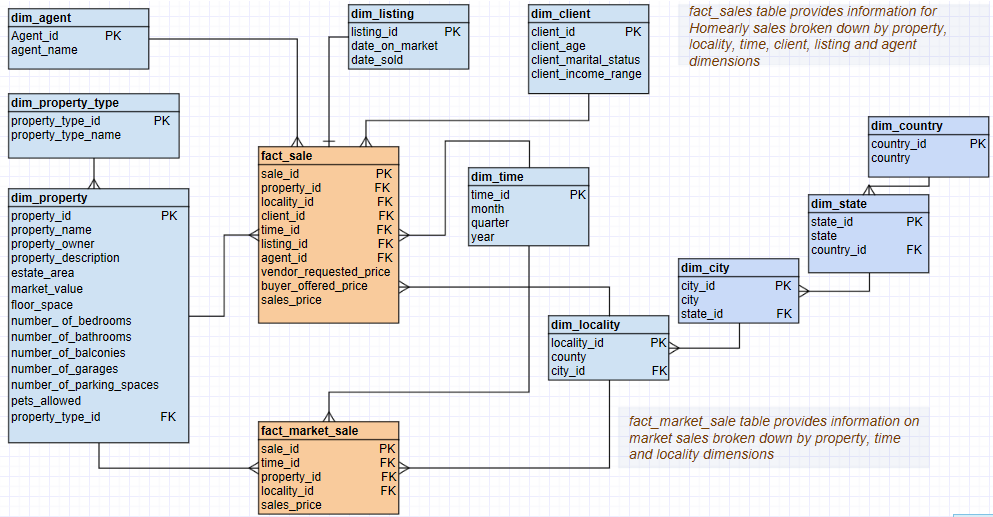 dim_agent
Agent_id PK
agent_name
dim_listing
listing_id PK
date_on_market
date_sold
dim_client
client_id PK
client_age
client_marital_status
client_income_range
fact_sales table provides information for
Homearly sales broken down by property,
locality, time, client, listing and agent
dimensions
dim_property_type
property_type_id PK
property_type_name
dim_country
country_id PK
country
fact_sale
sale_id PK
property_id FK
locality_id FK
client_id FK
time_id FK
listing_id FK
agent_id FK
vendor_requested_price
buyer_offered_price
sales_price
dim_time
time_id PK
month
quarter
year
dim_property
property_id PK
property_name
property_owner
property_description
estate_area
market_value
floor_space
number_ of_bedrooms
number_of_bathrooms
number_of_balconies
number_of_garages
number_of_parking_spaces
pets_allowed
property_type_id FK
dim_state
state_id PK
state
country_id FK
dim_city
city_id PK
city
state_id FK
dim_locality
locality_id PK
county
city_id FK
fact_market_sale
sale_id PK
time_id FK
property_id FK
locality_id FK
sales_price
fact_market_sale table provides information on
market sales broken down by property, time
and locality dimensions